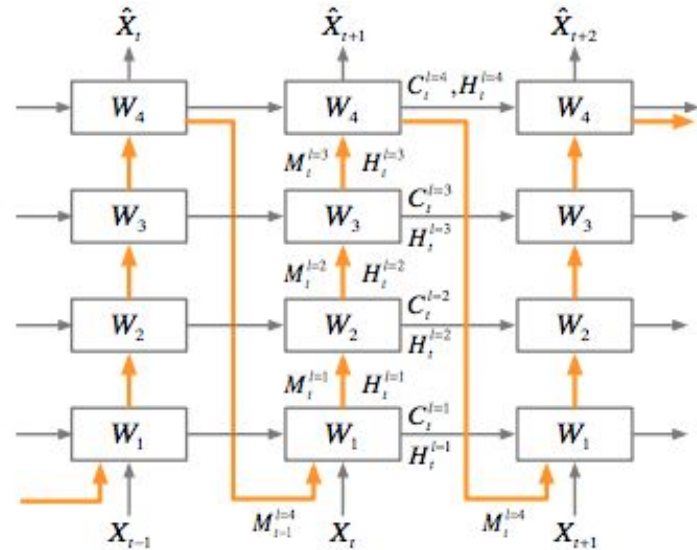 X̂_t X̂_{t+1} X̂_{t+2}
C_t^{l=4}, H_t^{l=4}
W_4 W_4 W_4
M_t^{l=3} H_t^{l=3}
C_t^{l=3}
W_3 W_3 W_3
H_t^{l=3}
M_t^{l=2} H_t^{l=2}
C_t^{l=2}
W_2 W_2 W_2
H_t^{l=2}
M_t^{l=1} H_t^{l=1}
C_t^{l=1}
W_1 W_1 W_1
H_t^{l=1}
M_{t-1}^{l=4} M_t^{l=4}
X_{t-1} X_t X_{t+1}